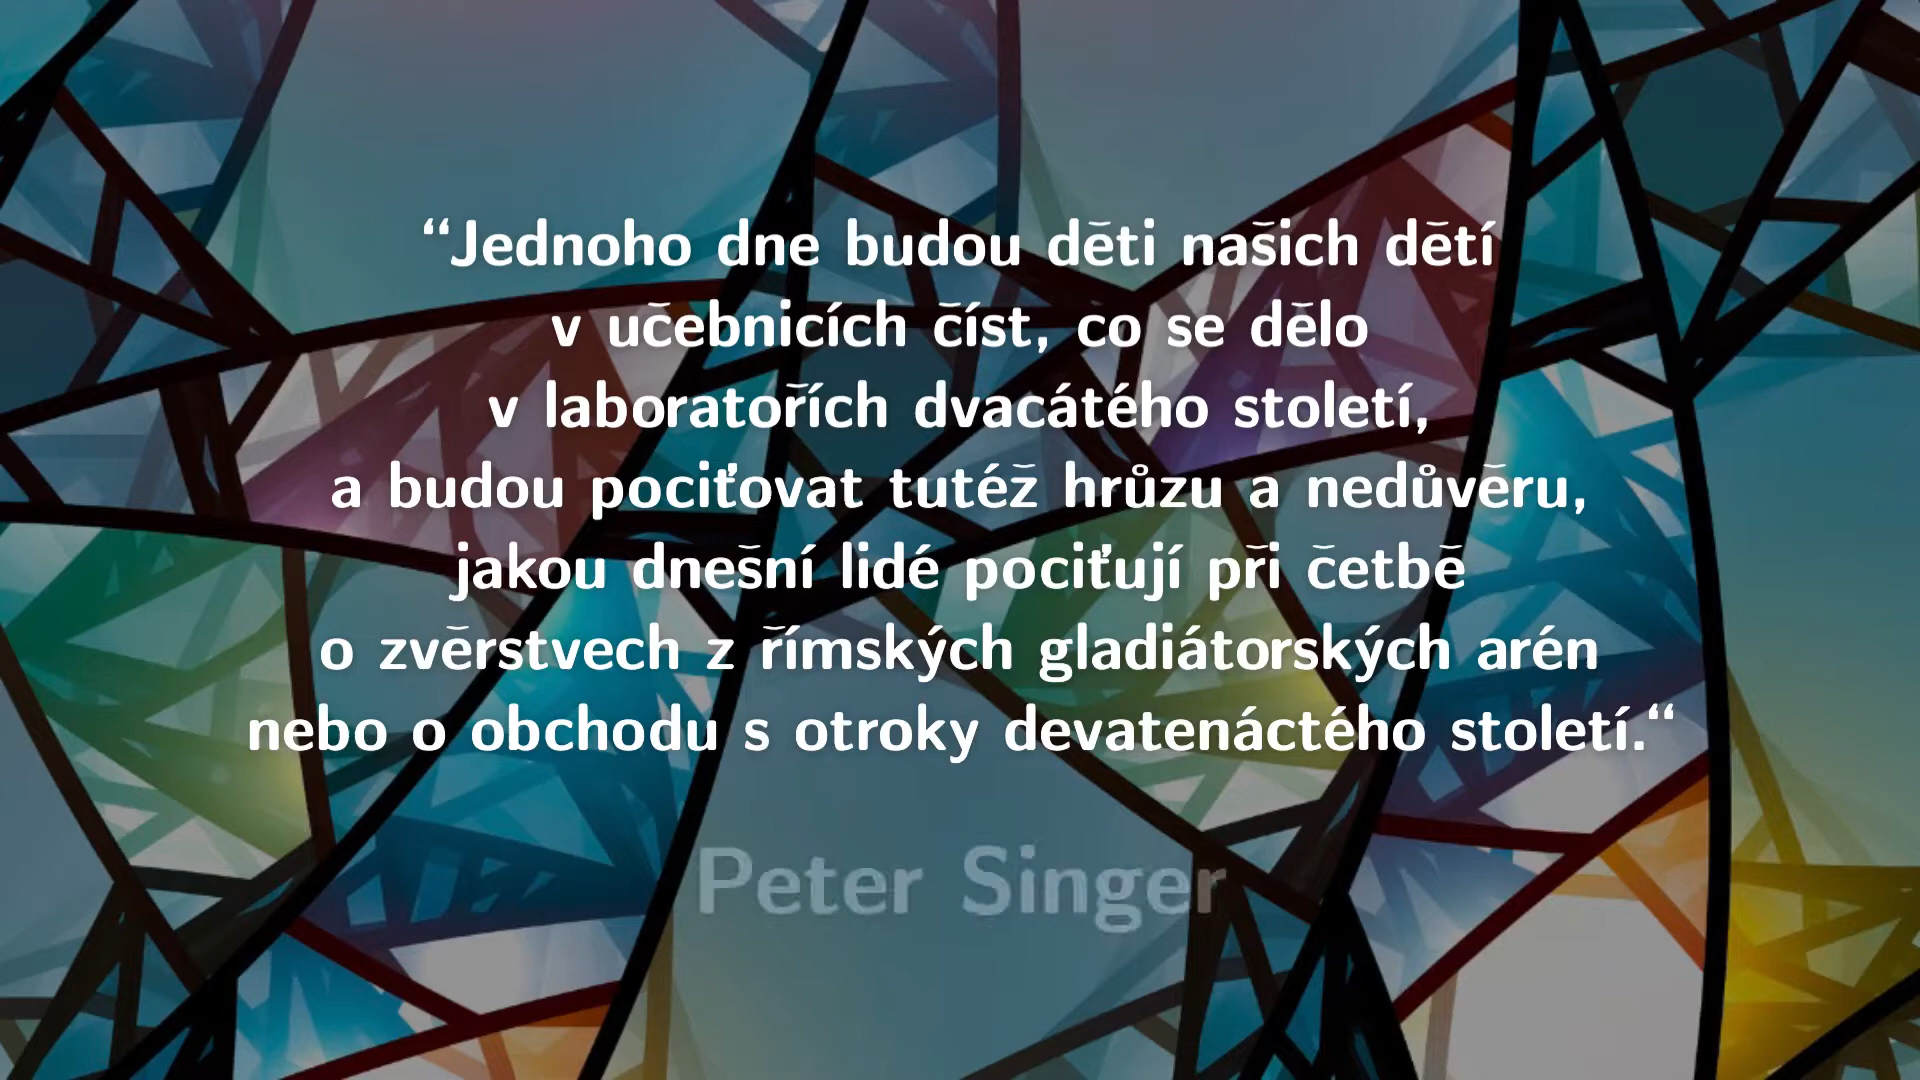 “Jednoho dne budou děti našich dětí
v učebnicích číst, co se dělo
v laboratořích dvacátého století,
a budou pociťovat tutéž hrůzu a nedůvěru,
jakou dnešní lidé pociťují při četbě
o zvěrstvech z římských gladiátorských arén
nebo o obchodu s otroky devatenáctého století.“
Peter Singer